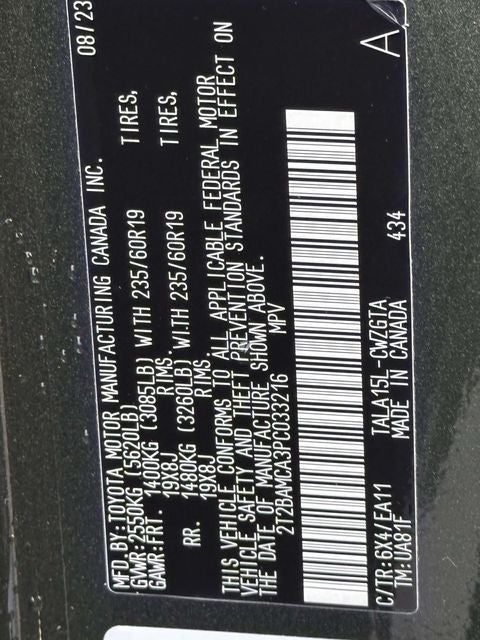 MFD BY:TOYOTA MOTOR MANUFACTURING CANADA INC. 08/23
GVWR:2550KG (5620LB)
GAWR:FRT. 1400KG (3085LB) WITH 235/60R19 TIRES,
19X8J RIMS.
RR. 1480KG (3260LB) WITH 235/60R19 TIRES,
19X8J RIMS.
THIS VEHICLE CONFORMS TO ALL APPLICABLE FEDERAL MOTOR
VEHICLE SAFETY AND THEFT PREVENTION STANDARDS IN EFFECT ON
THE DATE OF MANUFACTURE SHOWN ABOVE.
2T2BAMCA3PC033216 MPV
C/TR:6X4/EA11 TALA15L-CWZGTA A
TM:UA81F MADE IN CANADA 434